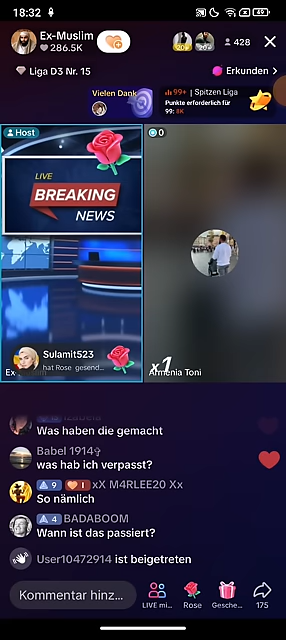 18:32
49
Ex-Muslim
286.5K
428
Liga D3 Nr. 15
Erkunden
Vielen Dank
99+ | Spitzen Liga
Punkte erforderlich für
99: 8K
Host
0
LIVE
BREAKING
NEWS
Sulamit523
hat Rose gesend...
x1
Armenia Toni
Was haben die gemacht
Babel 1914✞
was hab ich verpasst?
9 I xX M4RLEE20 Xx
So nämlich
4 BADABOOM
Wann ist das passiert?
User10472914 ist beigetreten
Kommentar hinz...
LIVE mi...
Rose
Gesche...
175